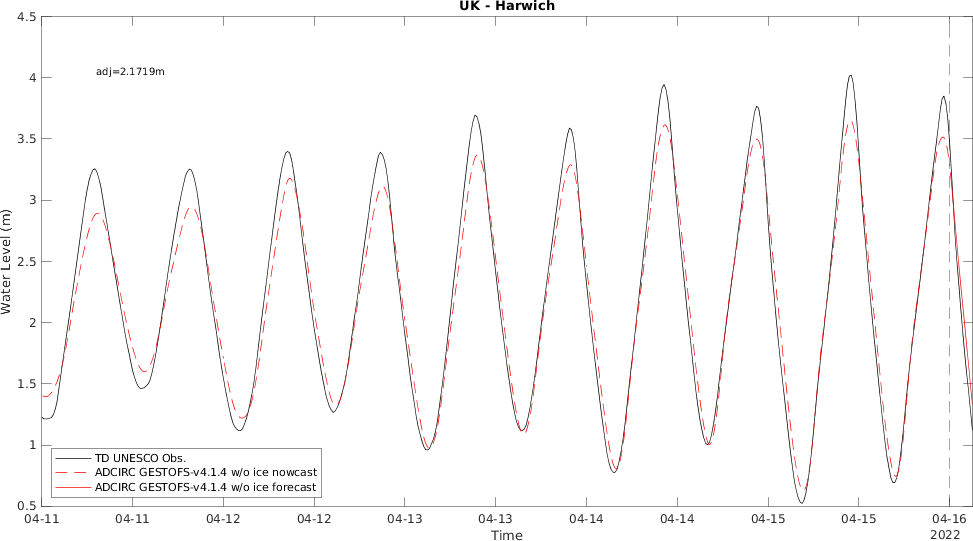 UK - Harwich
4.5
4
3.5
3
2.5
2
1.5
1
0.5
Water Level (m)
adj=2.1719m
TD UNESCO Obs.
ADCIRC GESTOFS-v4.1.4 w/o ice nowcast
ADCIRC GESTOFS-v4.1.4 w/o ice forecast
04-11 04-11 04-12 04-12 04-13 04-13 04-14 04-14 04-15 04-15 04-16
Time
2022